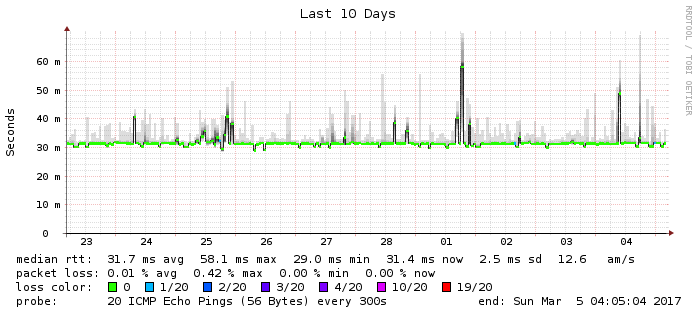 Last 10 Days
RRDTOOL / TOBI OETIKER
Seconds
60 m
50 m
40 m
30 m
20 m
10 m
0
23 24 25 26 27 28 01 02 03 04
median rtt: 31.7 ms avg 58.1 ms max 29.0 ms min 31.4 ms now 2.5 ms sd 12.6 am/s
packet loss: 0.01 % avg 0.42 % max 0.00 % min 0.00 % now
loss color: 0 1/20 2/20 3/20 4/20 10/20 19/20
probe: 20 ICMP Echo Pings (56 Bytes) every 300s end: Sun Mar 5 04:05:04 2017